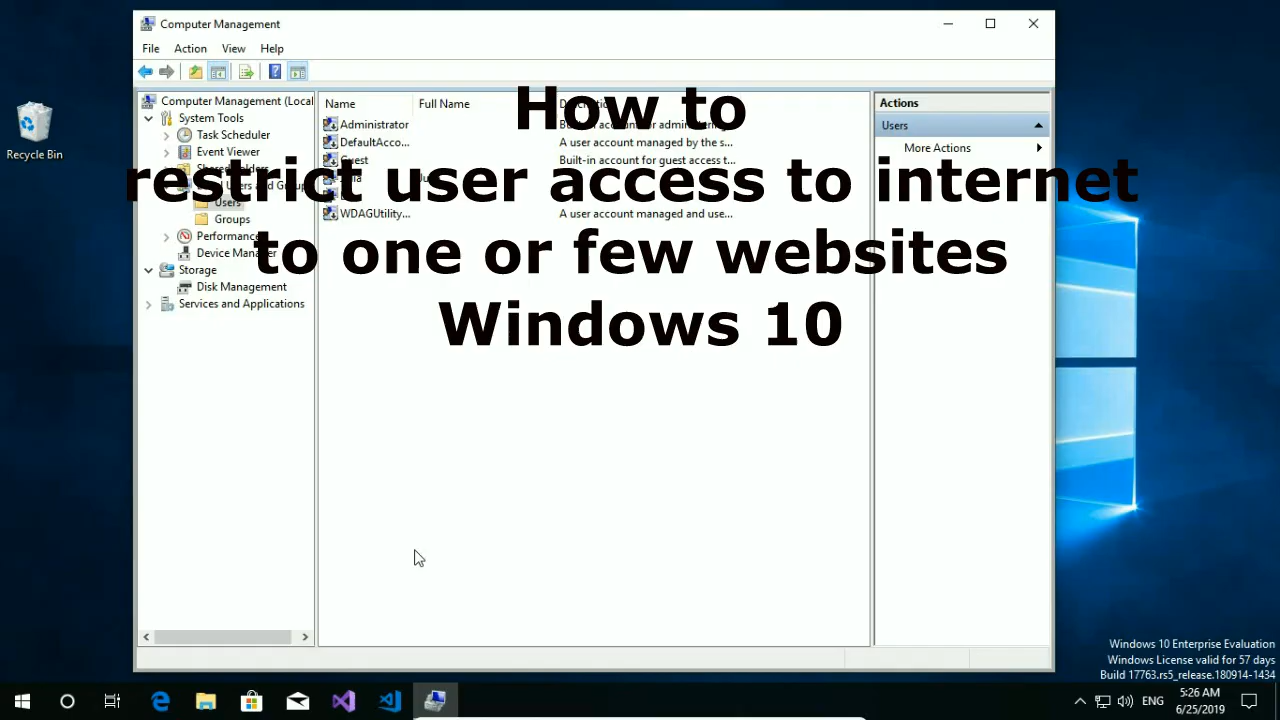 Computer Management
File Action View Help
How to
restrict user access to internet
to one or few websites
Windows 10
Recycle Bin
Computer Management (Local
System Tools
Task Scheduler
Event Viewer
Users
Groups
Performance
Device Manager
Storage
Disk Management
Services and Applications
Name Full Name
Administrator
DefaultAcco... A user account managed by the s...
Guest Built-in account for guest access t...
WDAGUtility... A user account managed and use...
Actions
Users
More Actions
Windows 10 Enterprise Evaluation
Windows License valid for 57 days
Build 17763.rs5_release.180914-1434
ENG
5:26 AM
6/25/2019